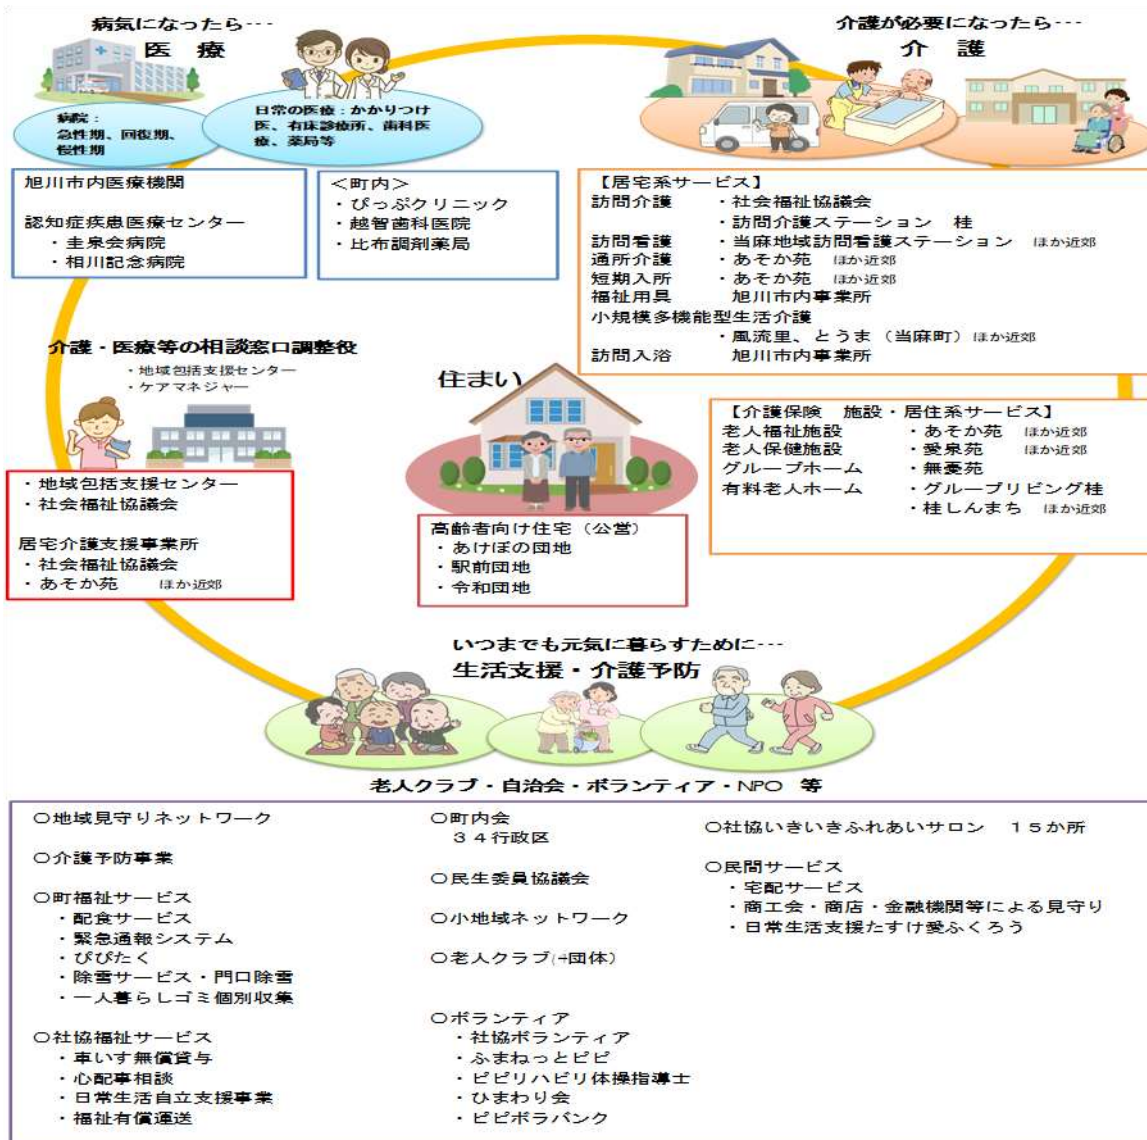 病気になったら･･･
医　療
病院：
急性期、回復期、
慢性期
日常の医療：かかりつけ
医、有床診療所、歯科医
療、薬局等
旭川市内医療機関
認知症疾患医療センター
・圭泉会病院
・相川記念病院
＜町内＞
・ぴっぷクリニック
・越智歯科医院
・比布調剤薬局
介護が必要になったら･･･
介　護
【居宅系サービス】
訪問介護　・社会福祉協議会
・訪問介護ステーション　桂
訪問看護　・当麻地域訪問看護ステーション　ほか近郊
通所介護　・あそか苑　ほか近郊
短期入所　・あそか苑　ほか近郊
福祉用具　旭川市内事業所
小規模多機能型生活介護
・風流里、とうま（当麻町）ほか近郊
訪問入浴　旭川市内事業所
介護・医療等の相談窓口調整役
・地域包括支援センター
・ケアマネジャー
・地域包括支援センター
・社会福祉協議会
居宅介護支援事業所
・社会福祉協議会
・あそか苑　ほか近郊
住まい
高齢者向け住宅（公営）
・あけぼの団地
・駅前団地
・令和団地
【介護保険　施設・居住系サービス】
老人福祉施設　・あそか苑　ほか近郊
老人保健施設　・愛泉苑　ほか近郊
グループホーム　・無憂苑
有料老人ホーム　・グループリビング桂
・桂しんまち　ほか近郊
いつまでも元気に暮らすために･･･
生活支援・介護予防
老人クラブ・自治会・ボランティア・NPO　等
○地域見守りネットワーク
○介護予防事業
○町福祉サービス
・配食サービス
・緊急通報システム
・ぴぴたく
・除雪サービス・門口除雪
・一人暮らしゴミ個別収集
○社協福祉サービス
・車いす無償貸与
・心配事相談
・日常生活自立支援事業
・福祉有償運送
○町内会
３４行政区
○民生委員協議会
○小地域ネットワーク
○老人クラブ(4団体)
○ボランティア
・社協ボランティア
・ふまねっとピピ
・ピピリハビリ体操指導士
・ひまわり会
・ピピボラバンク
○社協いきいきふれあいサロン　１５か所
○民間サービス
・宅配サービス
・商工会・商店・金融機関等による見守り
・日常生活支援たすけ愛ふくろう